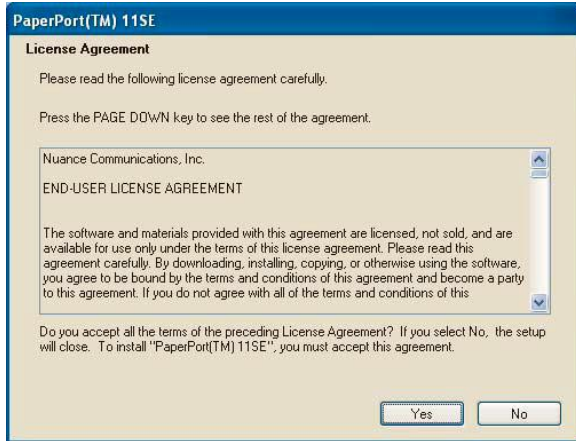 PaperPort(TM) 11SE
License Agreement
Please read the following license agreement carefully.
Press the PAGE DOWN key to see the rest of the agreement.
Nuance Communications, Inc.
END-USER LICENSE AGREEMENT
The software and materials provided with this agreement are licensed, not sold, and are
available for use only under the terms of this license agreement. Please read this
agreement carefully. By downloading, installing, copying, or otherwise using the software,
you agree to be bound by the terms and conditions of this agreement and become a party
to this agreement. If you do not agree with all of the terms and conditions of this
Do you accept all the terms of the preceding License Agreement? If you select No, the setup
will close. To install "PaperPort(TM) 11SE", you must accept this agreement.
Yes
No